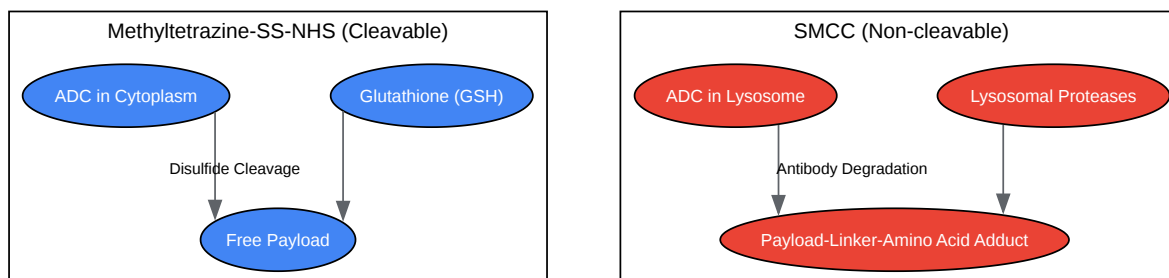 Methyltetrazine-SS-NHS (Cleavable)
ADC in Cytoplasm
Glutathione (GSH)
Disulfide Cleavage
Free Payload
SMCC (Non-cleavable)
ADC in Lysosome
Lysosomal Proteases
Antibody Degradation
Payload-Linker-Amino Acid Adduct